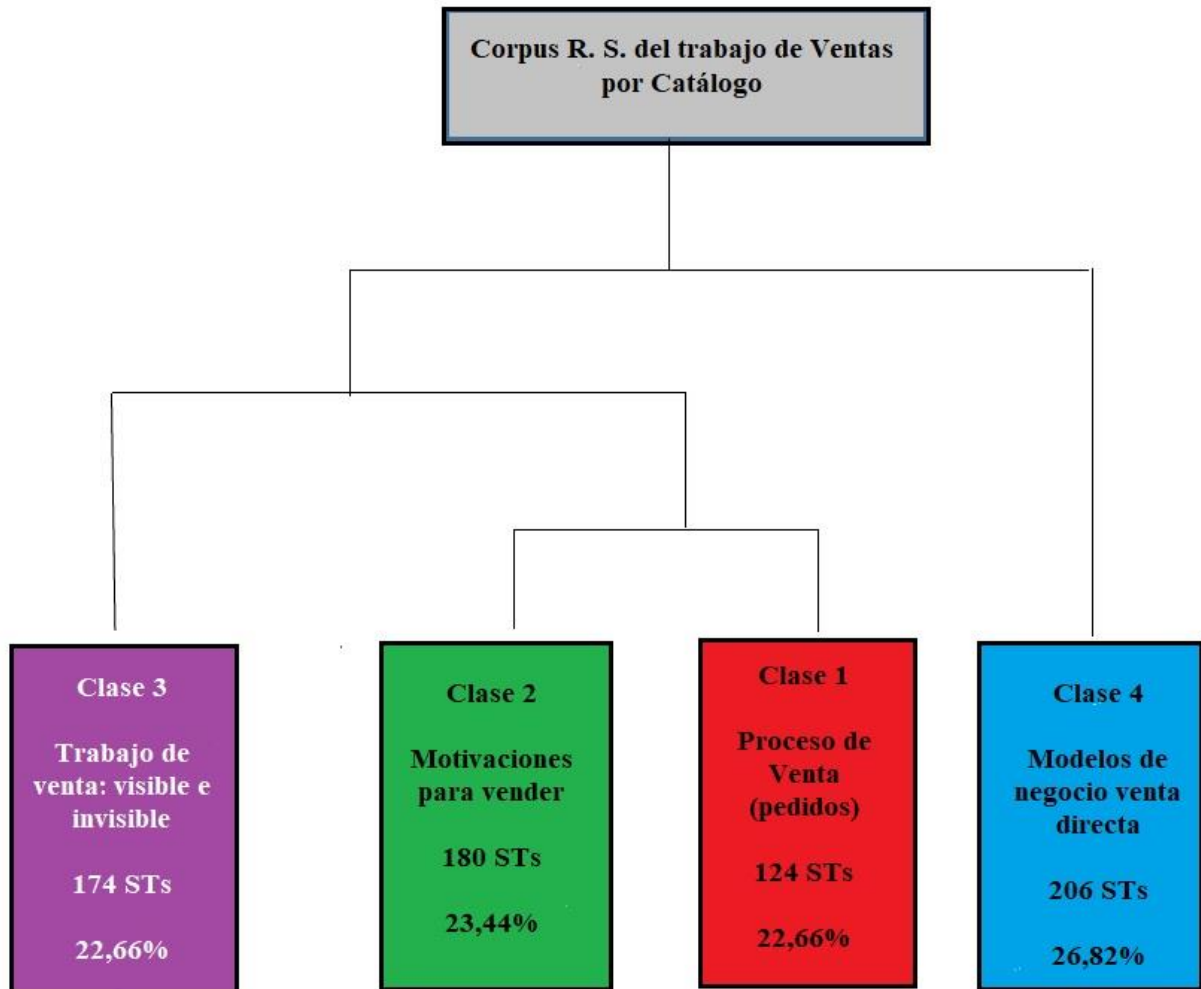 Corpus R. S. del trabajo de Ventas
por Catálogo
Clase 3
Trabajo de
venta: visible e
invisible
174 STs
22,66%
Clase 2
Motivaciones
para vender
180 STs
23,44%
Clase 1
Proceso de
Venta
(pedidos)
124 STs
22,66%
Clase 4
Modelos de
negocio venta
directa
206 STs
26,82%